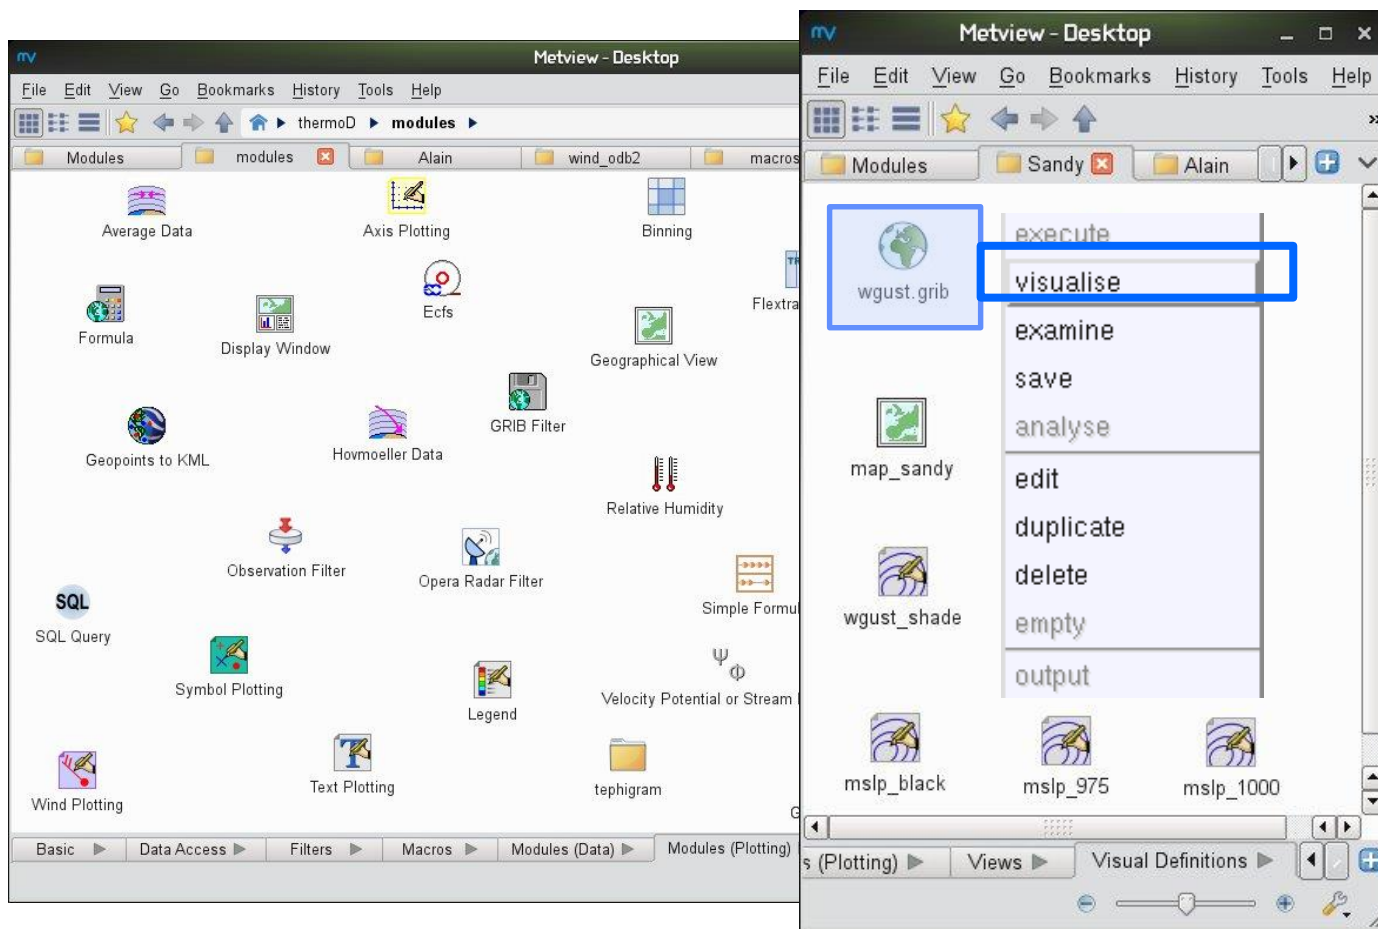 Metview - Desktop
File Edit View Go Bookmarks History Tools Help
thermoD modules
Modules modules Alain wind_odb2 macros
Average Data
Axis Plotting
Binning
Ecfs
Formula
Display Window
Geographical View
GRIB Filter
Geopoints to KML
Hovmoeller Data
Relative Humidity
Observation Filter
Opera Radar Filter
SQL
SQL Query
Symbol Plotting
Simple Formul
Ψ
Φ
Velocity Potential or Stream
Legend
Text Plotting
tephigram
Wind Plotting
Basic Data Access Filters Macros Modules (Data) Modules (Plotting)
Metview - Desktop
File Edit View Go Bookmarks History Tools Help
Modules Sandy Alain
wgust.grib
map_sandy
wgust_shade
execute
visualise
examine
save
analyse
edit
duplicate
delete
empty
output
mslp_black mslp_975 mslp_1000
s (Plotting) Views Visual Definitions